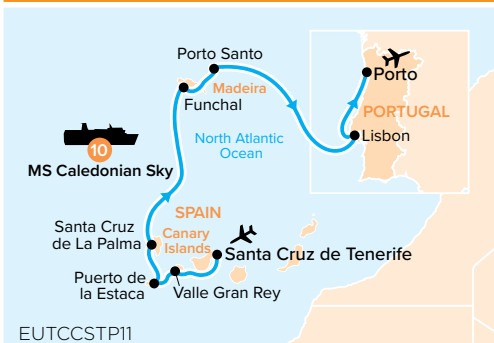 Porto Santo
Madeira
Funchal
Porto
PORTUGAL
Lisbon
North Atlantic
Ocean
10
MS Caledonian Sky
SPAIN
Canary
Islands
Santa Cruz
de La Palma
Santa Cruz de Tenerife
Puerto de
la Estaca
Valle Gran Rey
EUTCCSTP11